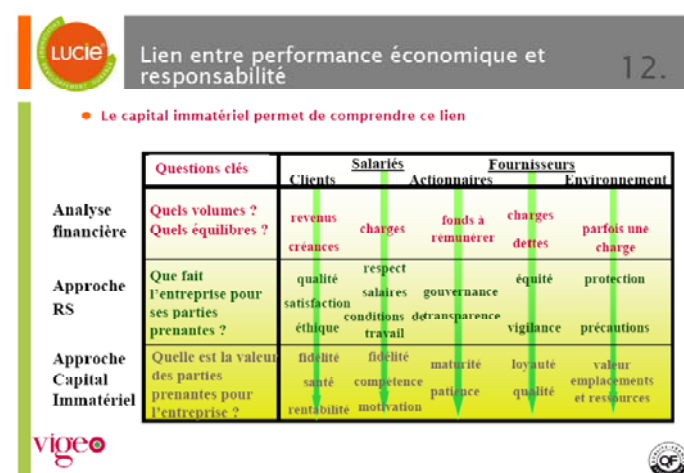 LUCIE
Lien entre performance économique et
responsabilité
12.
Le capital immatériel permet de comprendre ce lien
Questions clés
Salariés
Fournisseurs
Clients
Actionnaires
Environnement
Analyse
financière
Quels volumes ?
Quels équilibres ?
revenus
créances
charges
fonds à
rémunérer
charges
dettes
parfois une
charge
Approche
RS
Que fait
l'entreprise pour
ses parties
prenantes ?
qualité
satisfaction
éthique
respect
salaires
conditions de
travail
gouvernance
transparence
équité
vigilance
protection
précautions
Approche
Capital
Immatériel
Quelle est la valeur
des parties
prenantes pour
l'entreprise ?
fidélité
santé
rentabilité
fidélité
compétence
motivation
maturité
patience
loyauté
qualité
valeur
emplacements
et ressources
vigeo
QF